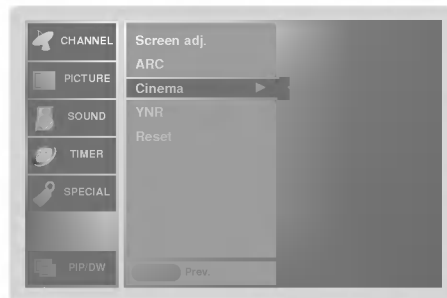 CHANNEL
PICTURE
SOUND
TIMER
SPECIAL
PIP/DW
Screen adj.
ARC
Cinema
YNR
Reset
Prev.